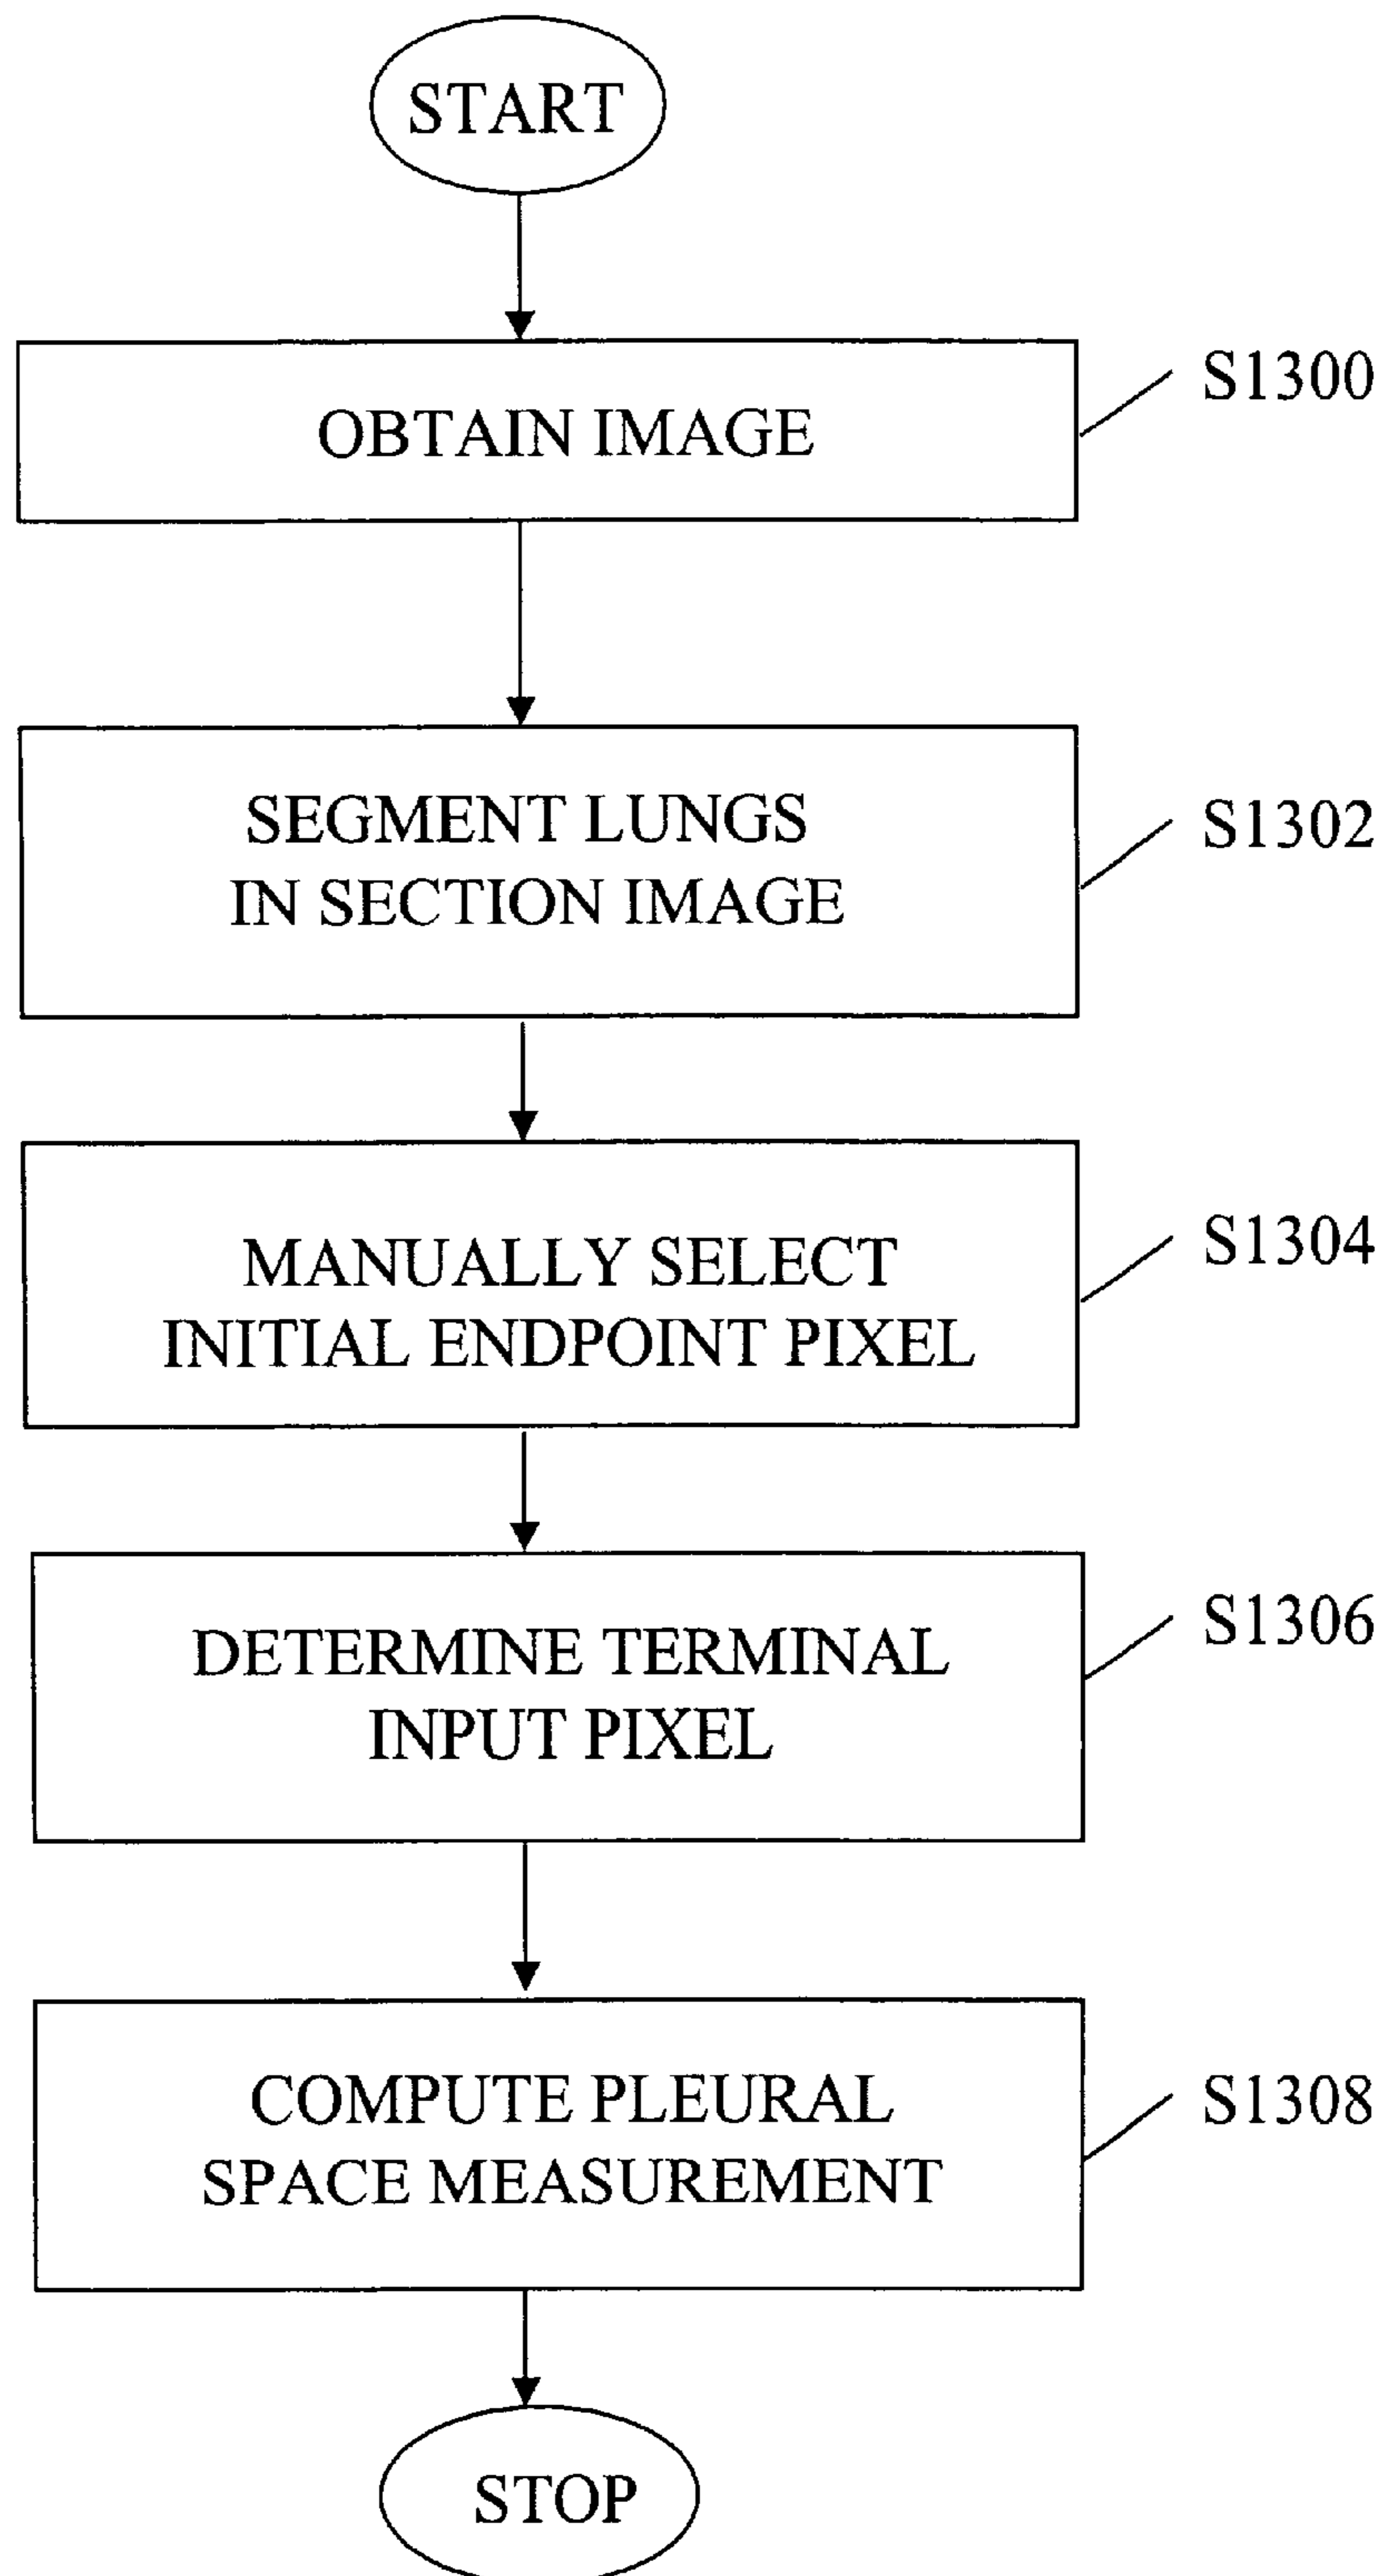 START
OBTAIN IMAGE
S1300
SEGMENT LUNGS
IN SECTION IMAGE
S1302
MANUALLY SELECT
INITIAL ENDPOINT PIXEL
S1304
DETERMINE TERMINAL
INPUT PIXEL
S1306
COMPUTE PLEURAL
SPACE MEASUREMENT
S1308
STOP